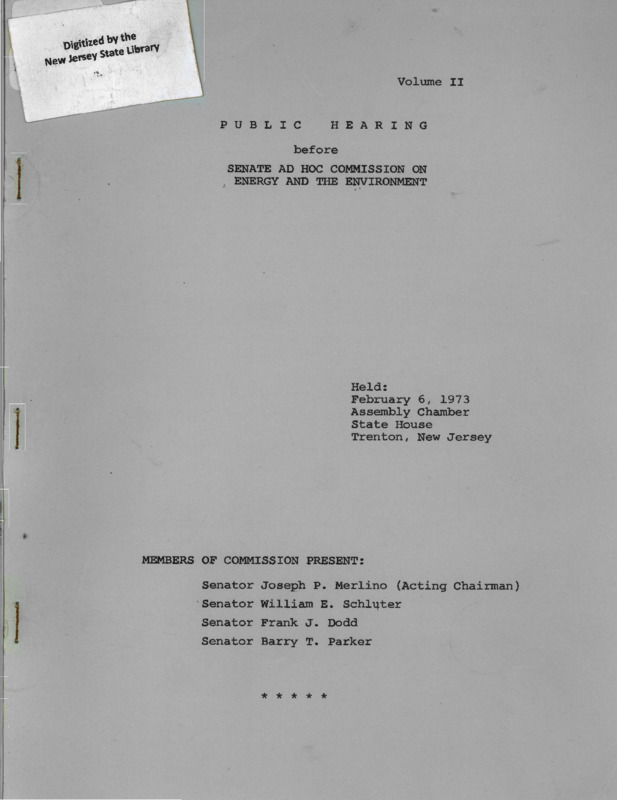 Digitized by the
New Jersey State Library
Volume II
PUBLIC HEARING
before
SENATE AD HOC COMMISSION ON
ENERGY AND THE ENVIRONMENT
Held:
February 6, 1973
Assembly Chamber
State House
Trenton, New Jersey
MEMBERS OF COMMISSION PRESENT:
Senator Joseph P. Merlino (Acting Chairman)
Senator William E. Schluter
Senator Frank J. Dodd
Senator Barry T. Parker
* * * * *